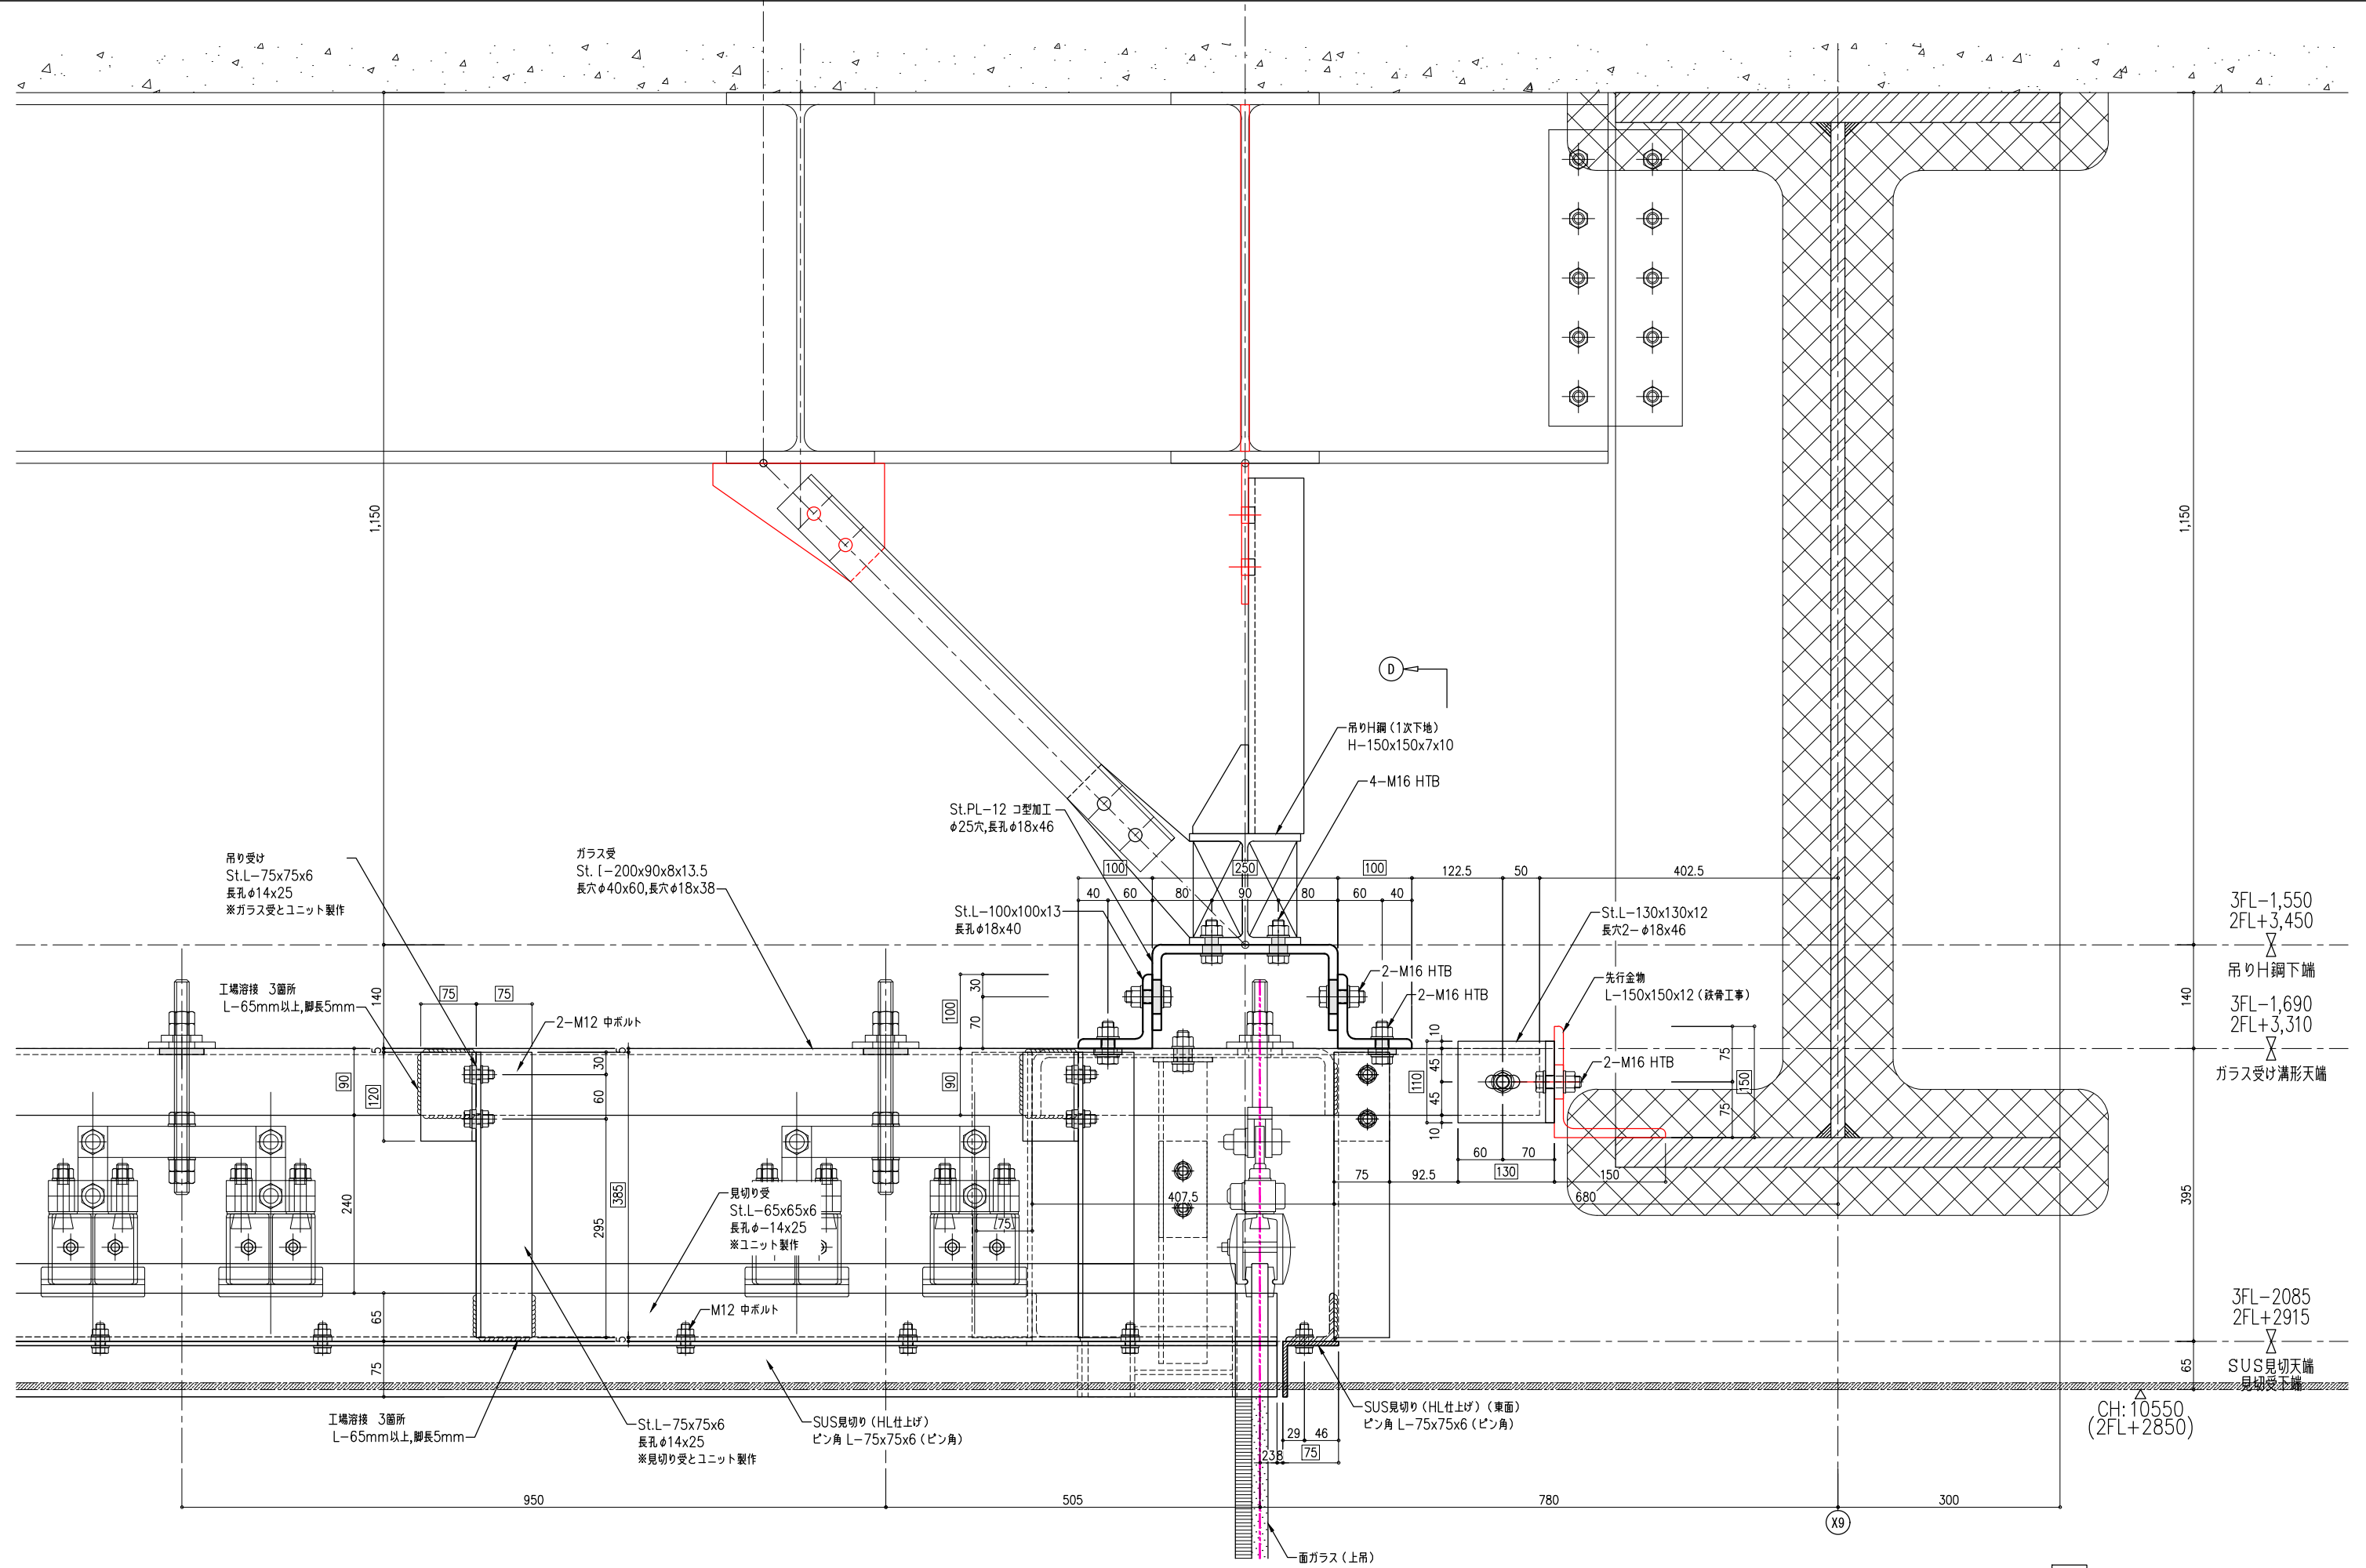 1,150
1,150
D
吊りH鋼（1次下地）
H-150x150x7x10
4-M16 HTB
St.PL-12 コ型加工
φ25穴,長孔φ18x46
吊り受け
St.L-75x75x6
長孔φ14x25
※ガラス受とユニット製作
ガラス受
St. [-200x90x8x13.5
長穴φ40x60,長穴φ18x38
100
250
100
122.5
50
402.5
40
60
80
90
80
60
40
St.L-100x100x13
長孔φ18x40
St.L-130x130x12
長穴2-φ18x46
3FL-1,550
2FL+3,450
吊りH鋼下端
先行金物
L-150x150x12（鉄骨工事）
2-M16 HTB
2-M16 HTB
2-M16 HTB
工場溶接 3箇所
L-65mm以上,脚長5mm
75
75
2-M12 中ボルト
140
100
30
70
140
3FL-1,690
2FL+3,310
ガラス受け溝形天端
5
5
90
120
30
60
90
10
45
110
45
10
75
75
150
60
70
130
150
75
92.5
680
407.5
75
240
295
385
395
見切り受
St.L-65x65x6
長孔φ-14x25
※ユニット製作
M12 中ボルト
65
75
5
3FL-2085
2FL+2915
SUS見切天端
見切受下端
65
CH:10550
(2FL+2850)
工場溶接 3箇所
L-65mm以上,脚長5mm
St.L-75x75x6
長孔φ14x25
※見切り受とユニット製作
SUS見切り（HL仕上げ）
ピン角 L-75x75x6（ピン角）
SUS見切り（HL仕上げ）（東面）
ピン角 L-75x75x6（ピン角）
29
46
238
75
950
505
780
300
X9
面ガラス（上吊）